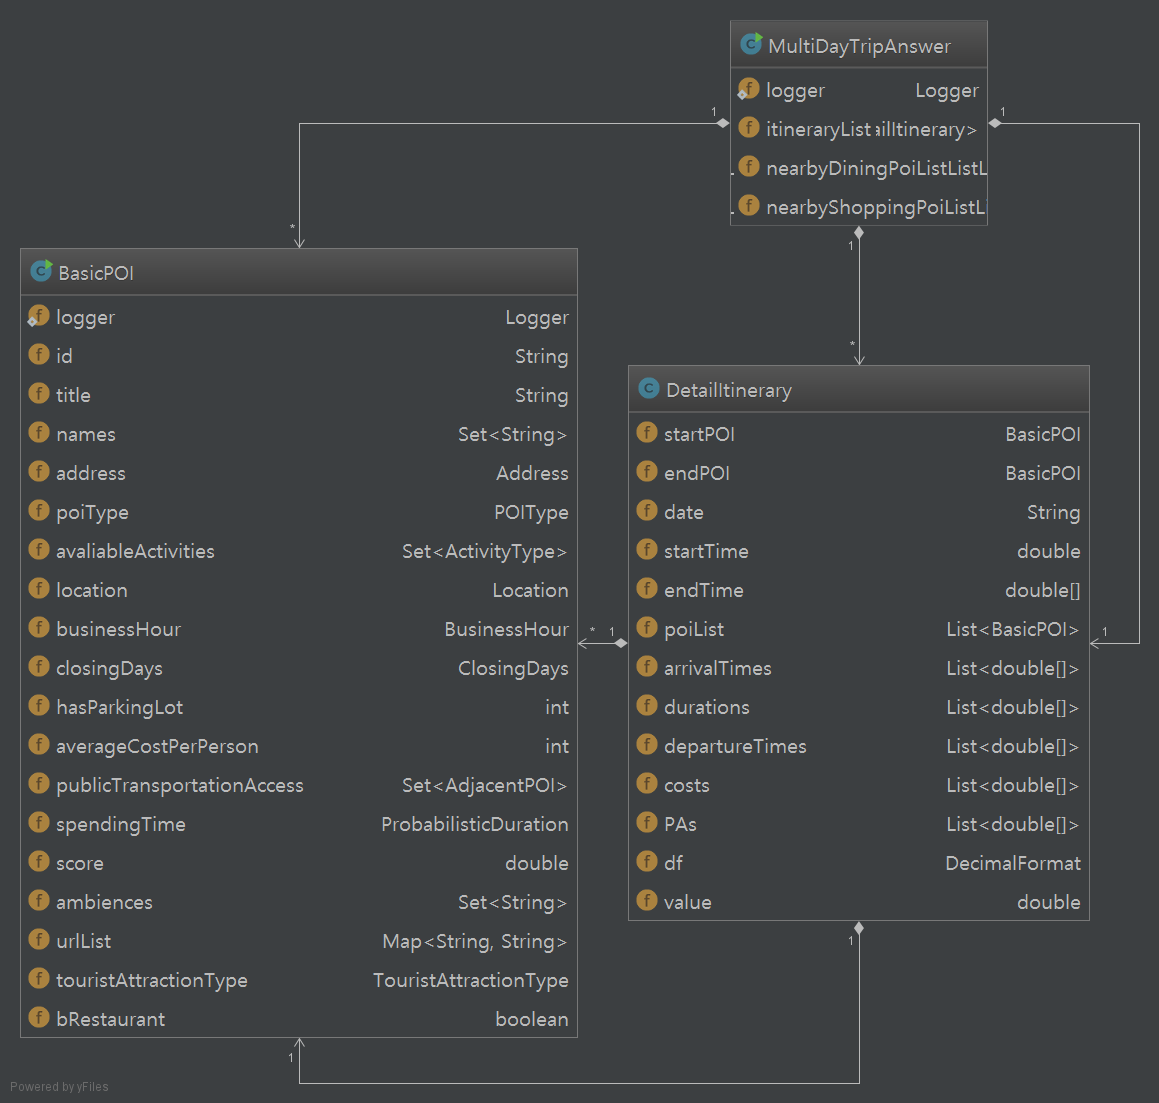 MultiDayTripAnswer
logger Logger
itineraryList ailItinerary>
nearbyDiningPoiListListL
nearbyShoppingPoiListL
1
1
1
*
*
BasicPOI
logger Logger
id String
title String
names Set<String>
address Address
poiType POIType
avaliableActivities Set<ActivityType>
location Location
businessHour BusinessHour
closingDays ClosingDays
hasParkingLot int
averageCostPerPerson int
publicTransportationAccess Set<AdjacentPOI>
spendingTime ProbabilisticDuration
score double
ambiences Set<String>
urlList Map<String, String>
touristAttractionType TouristAttractionType
bRestaurant boolean
* 1
DetailItinerary
startPOI BasicPOI
endPOI BasicPOI
date String
startTime double
endTime double[]
poiList List<BasicPOI>
arrivalTimes List<double[]>
durations List<double[]>
departureTimes List<double[]>
costs List<double[]>
PAs List<double[]>
df DecimalFormat
value double
1
1
1
Powered by yFiles